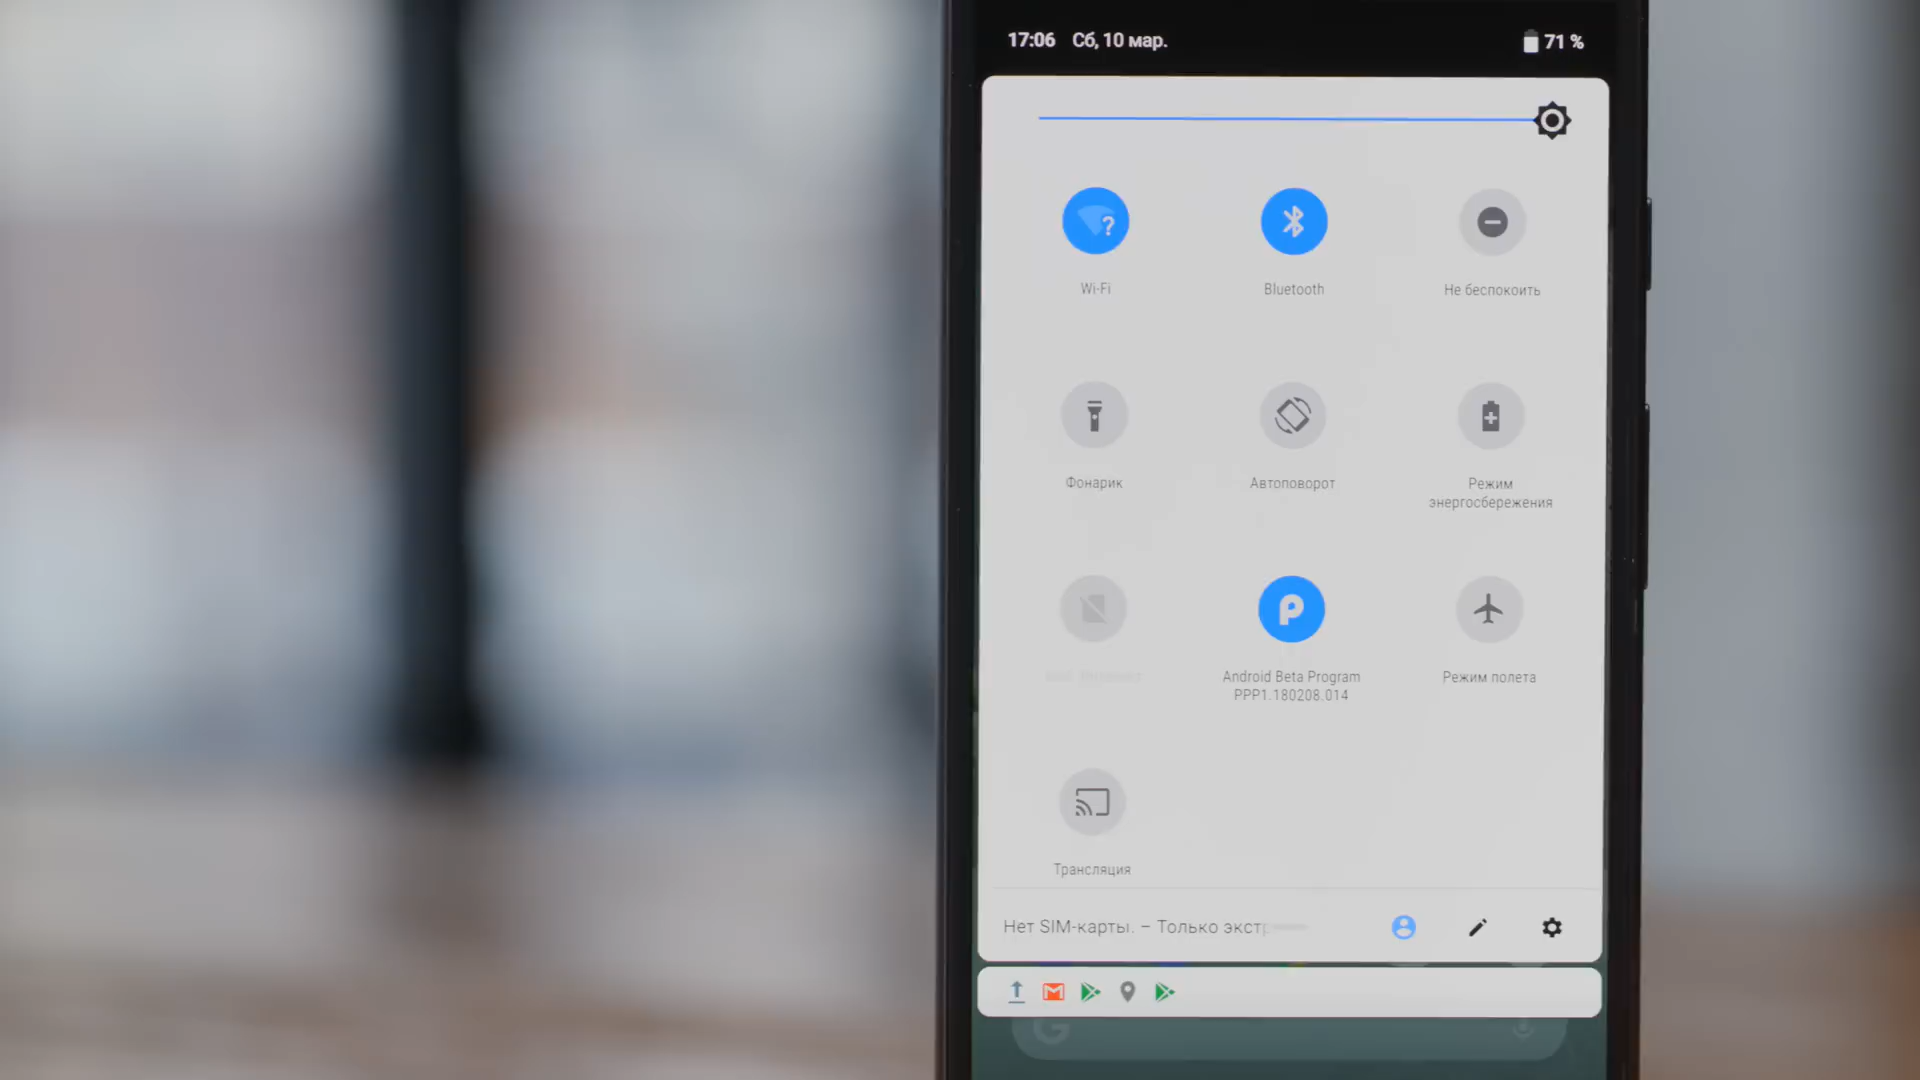 17:06 Сб, 10 мар. 71 %
Wi-Fi
Bluetooth
Не беспокоить
Фонарик
Автоповорот
Режим
энергосбережения
Android Beta Program
PPP1.180208.014
Режим полета
Трансляция
Нет SIM-карты. – Только экст